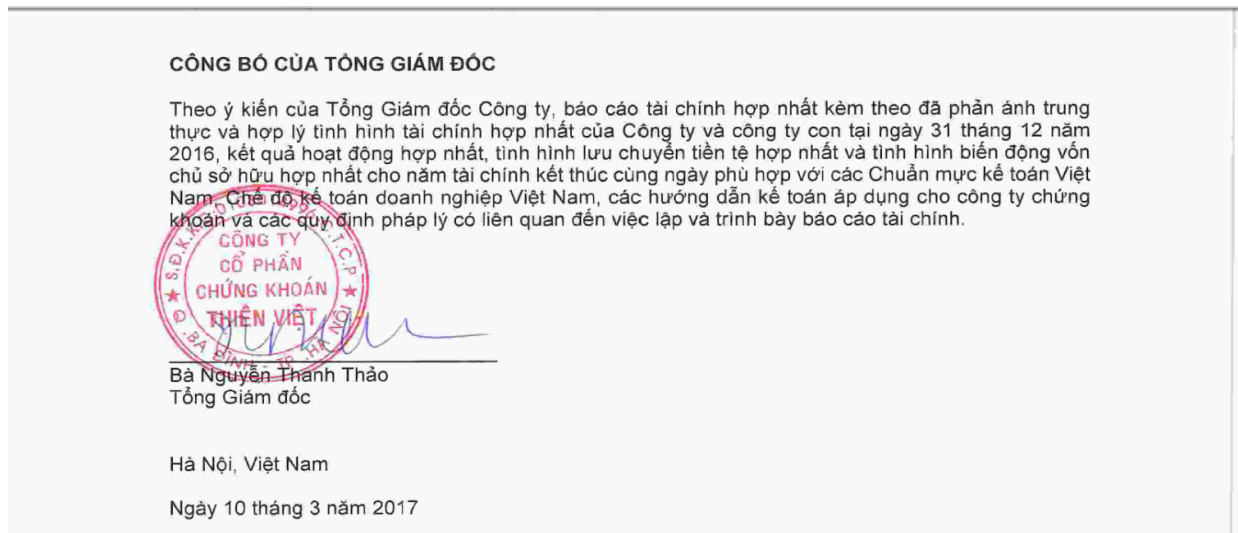 CÔNG BỐ CỦA TỔNG GIÁM ĐỐC
Theo ý kiến của Tổng Giám đốc Công ty, báo cáo tài chính hợp nhất kèm theo đã phản ánh trung
thực và hợp lý tình hình tài chính hợp nhất của Công ty và công ty con tại ngày 31 tháng 12 năm
2016, kết quả hoạt động hợp nhất, tình hình lưu chuyển tiền tệ hợp nhất và tình hình biến động vốn
chủ sở hữu hợp nhất cho năm tài chính kết thúc cùng ngày phù hợp với các Chuẩn mực kế toán Việt
Nam, Chế độ kế toán doanh nghiệp Việt Nam, các hướng dẫn kế toán áp dụng cho công ty chứng
khoán và các quy định pháp lý có liên quan đến việc lập và trình bày báo cáo tài chính.
CÔNG TY
CỔ PHẦN
CHỨNG KHOÁN
THIÊN VIỆT
Q. BA ĐÌNH - TP. HÀ NỘI
Bà Nguyễn Thanh Thảo
Tổng Giám đốc
Hà Nội, Việt Nam
Ngày 10 tháng 3 năm 2017